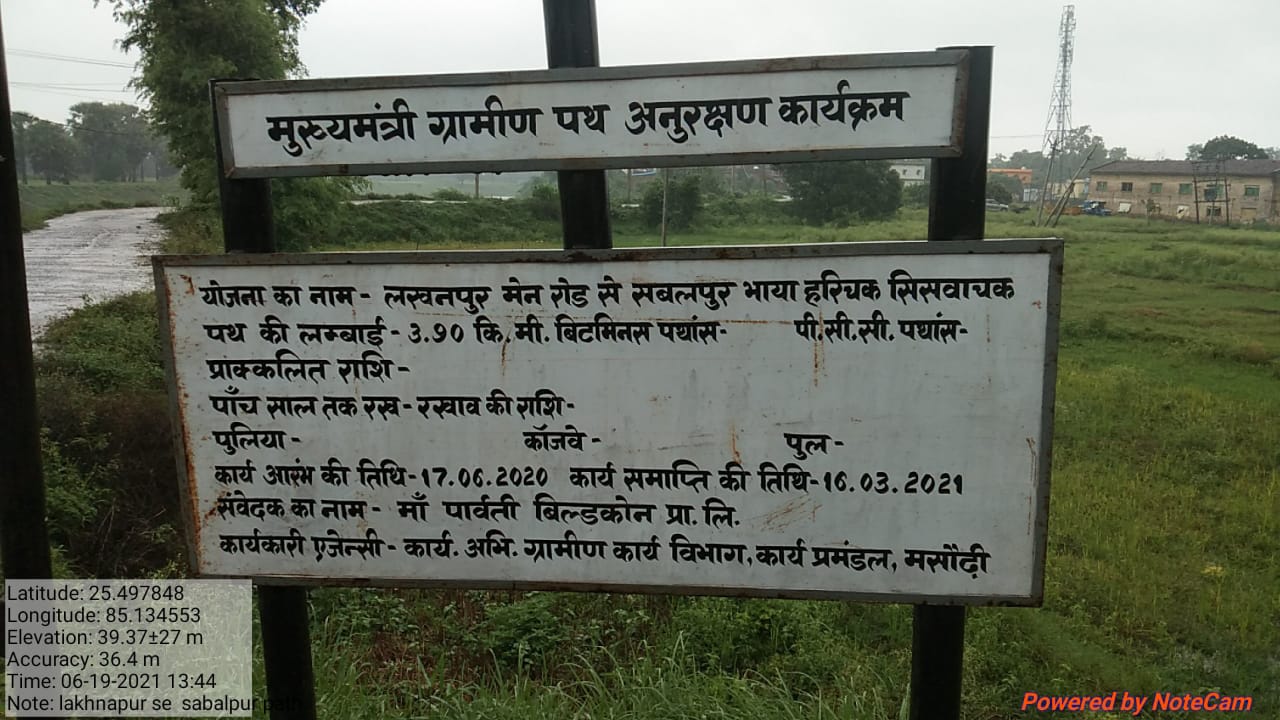 मुख्यमंत्री ग्रामीण पथ अनुरक्षण कार्यक्रम
योजना का नाम - लखनपुर मेन रोड से सबलपुर भाया हरिचक सिसवाचक
पथ की लम्बाई - 3.90 कि.मी. बिटमिनस पथांस- पी.सी.सी. पथांस-
प्राक्कलित राशि -
पाँच साल तक रख - रखाव की राशि -
पुलिया - कॉजवे - पुल -
कार्य आरंभ की तिथि - 17.06.2020 कार्य समाप्ति की तिथि - 16.03.2021
संवेदक का नाम - माँ पार्वती बिल्डकोन प्रा. लि.
कार्यकारी एजेन्सी - कार्य. अभि. ग्रामीण कार्य विभाग, कार्य प्रमंडल, मसौढ़ी
Latitude: 25.497848
Longitude: 85.134553
Elevation: 39.37±27 m
Accuracy: 36.4 m
Time: 06-19-2021 13:44
Note: lakhnapur se sabalpur path
Powered by NoteCam